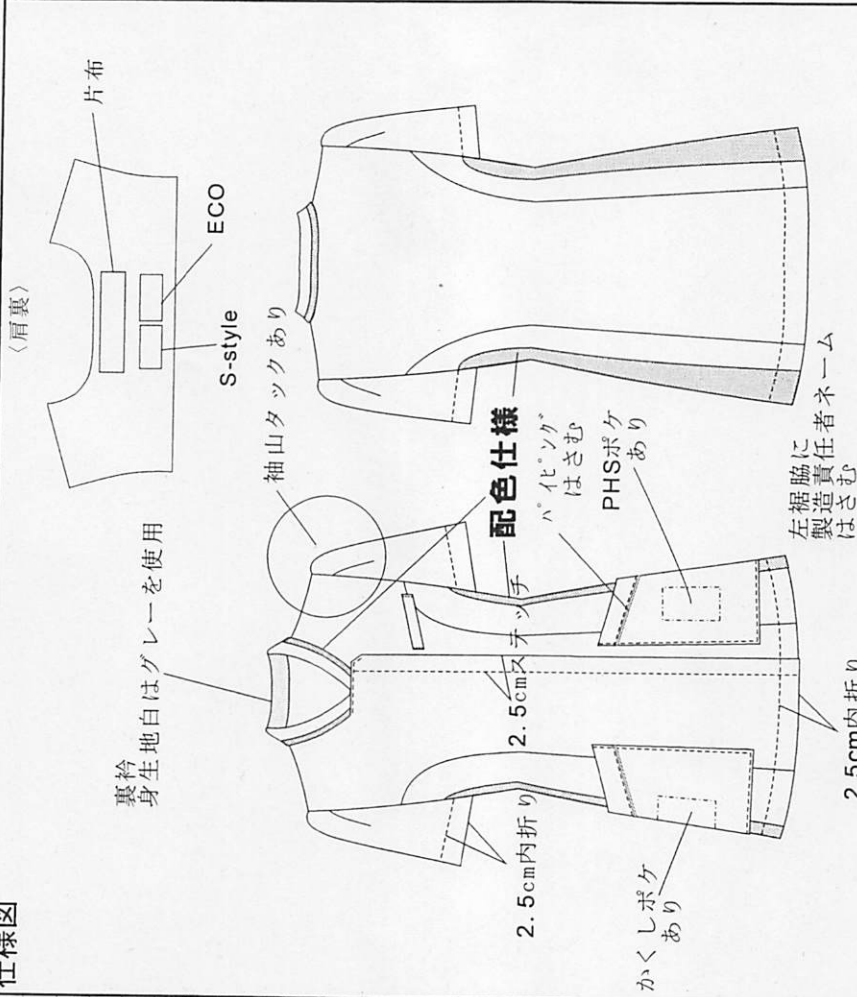 仕様図
〈肩裏〉
片布
ECO
S-style
裏衿
身生地白はグレーを使用
袖山タックあり
配色仕様
パイピング
はさむ
PHSポケ
あり
2.5cmステッチ
2.5cm内折り
かくしポケ
あり
左裾脇に
製造責任者ネーム
はさむ
2.5cm内折り